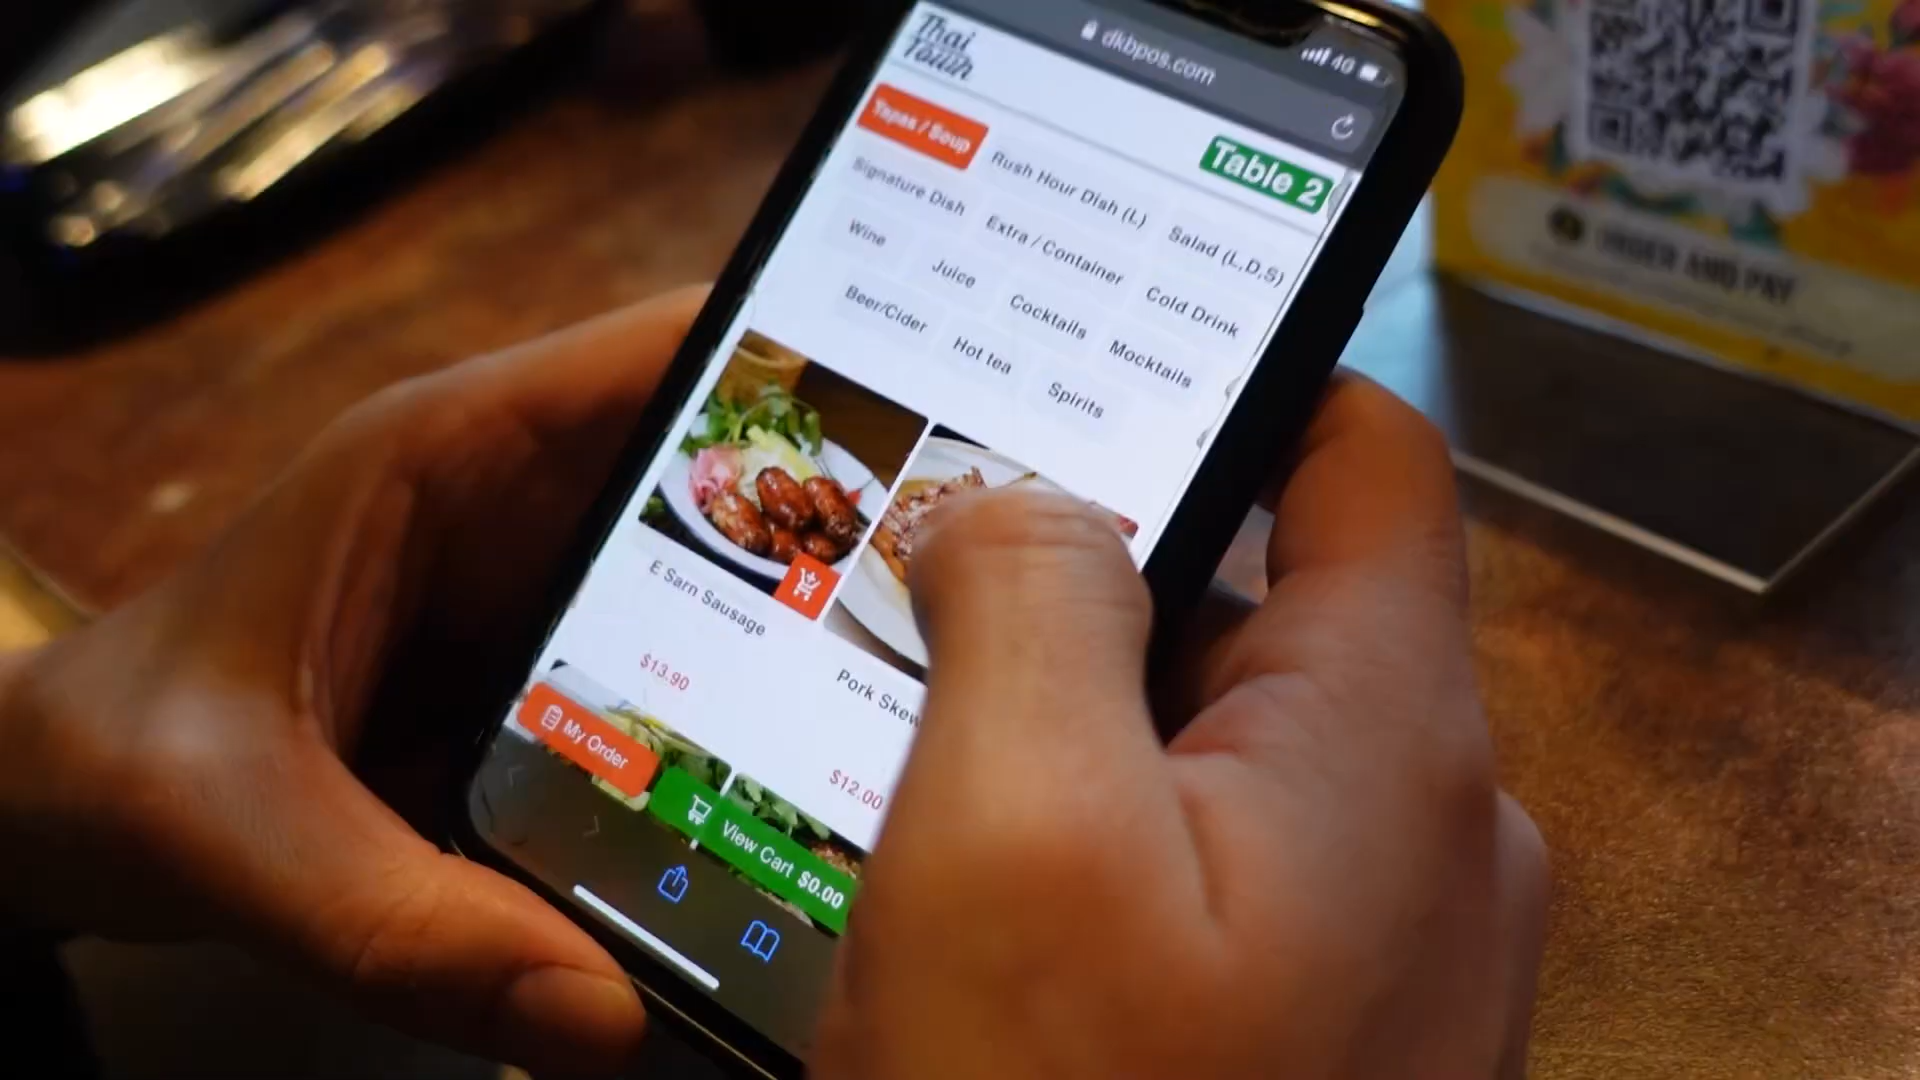 Thai
Town
dkbpos.com
4G
Table 2
Tapas / Soup
Rush Hour Dish (L)
Salad (L,D,S)
Signature Dish
Extra / Container
Cold Drink
Wine
Juice
Cocktails
Mocktails
Beer/Cider
Hot tea
Spirits
E Sarn Sausage
$13.90
Pork Skew
$12.00
My Order
View Cart $0.00
ORDER AND PAY